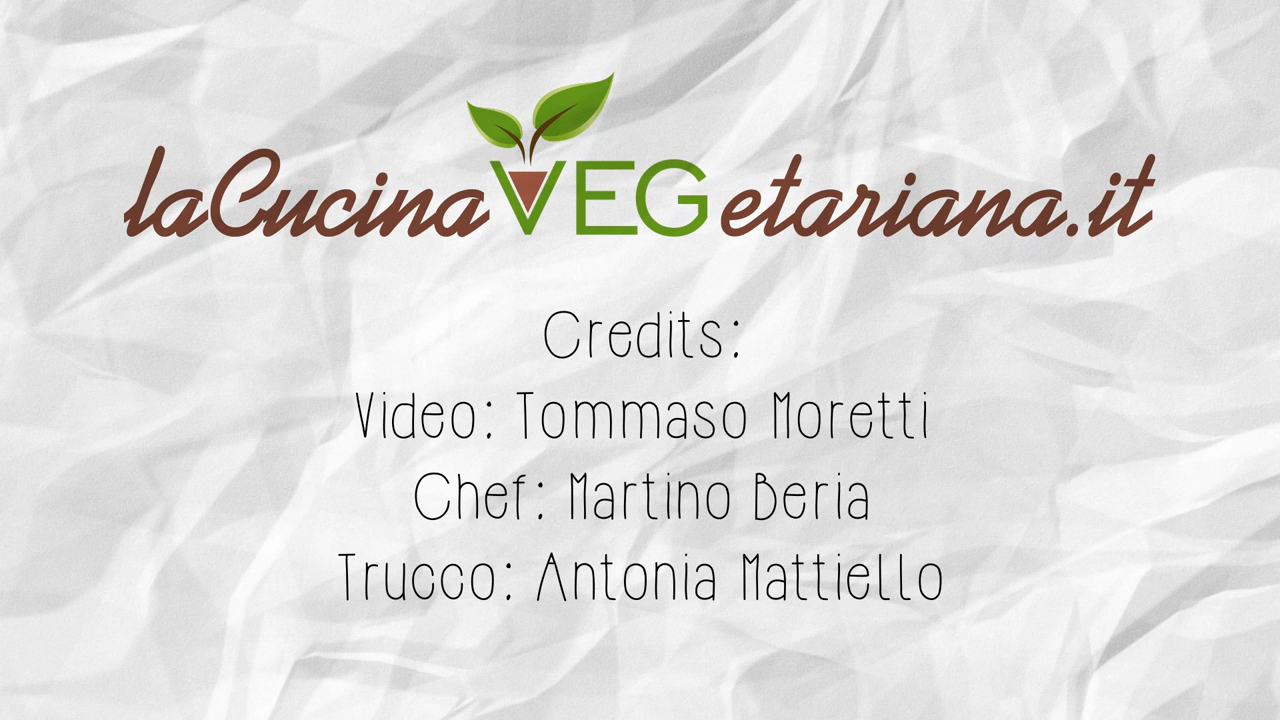 laCucinaVEGetariana.it
Credits:
Video: Tommaso Moretti
Chef: Martino Beria
Trucco: Antonia Mattiello